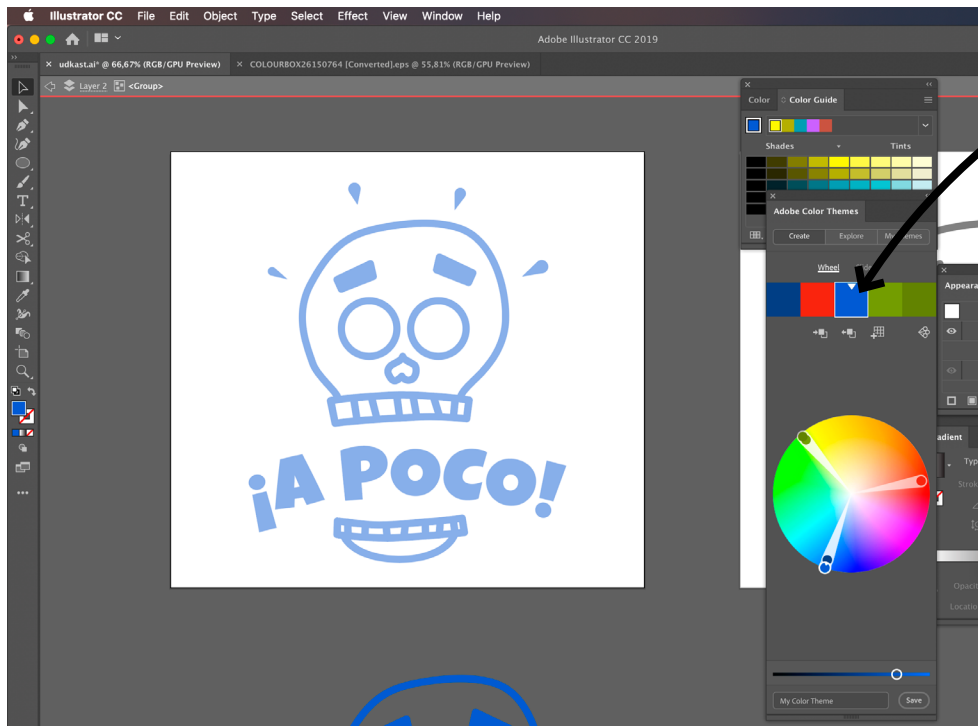 Illustrator CC File Edit Object Type Select Effect View Window Help
Adobe Illustrator CC 2019
× udkast.ai* @ 66,67% (RGB/GPU Preview) × COLOURBOX26150764 [Converted].eps @ 55,81% (RGB/GPU Preview)
Layer 2 <Group>
Color Color Guide
Shades Tints
Adobe Color Themes
Create Explore
Wheel
¡A POCO!
My Color Theme Save